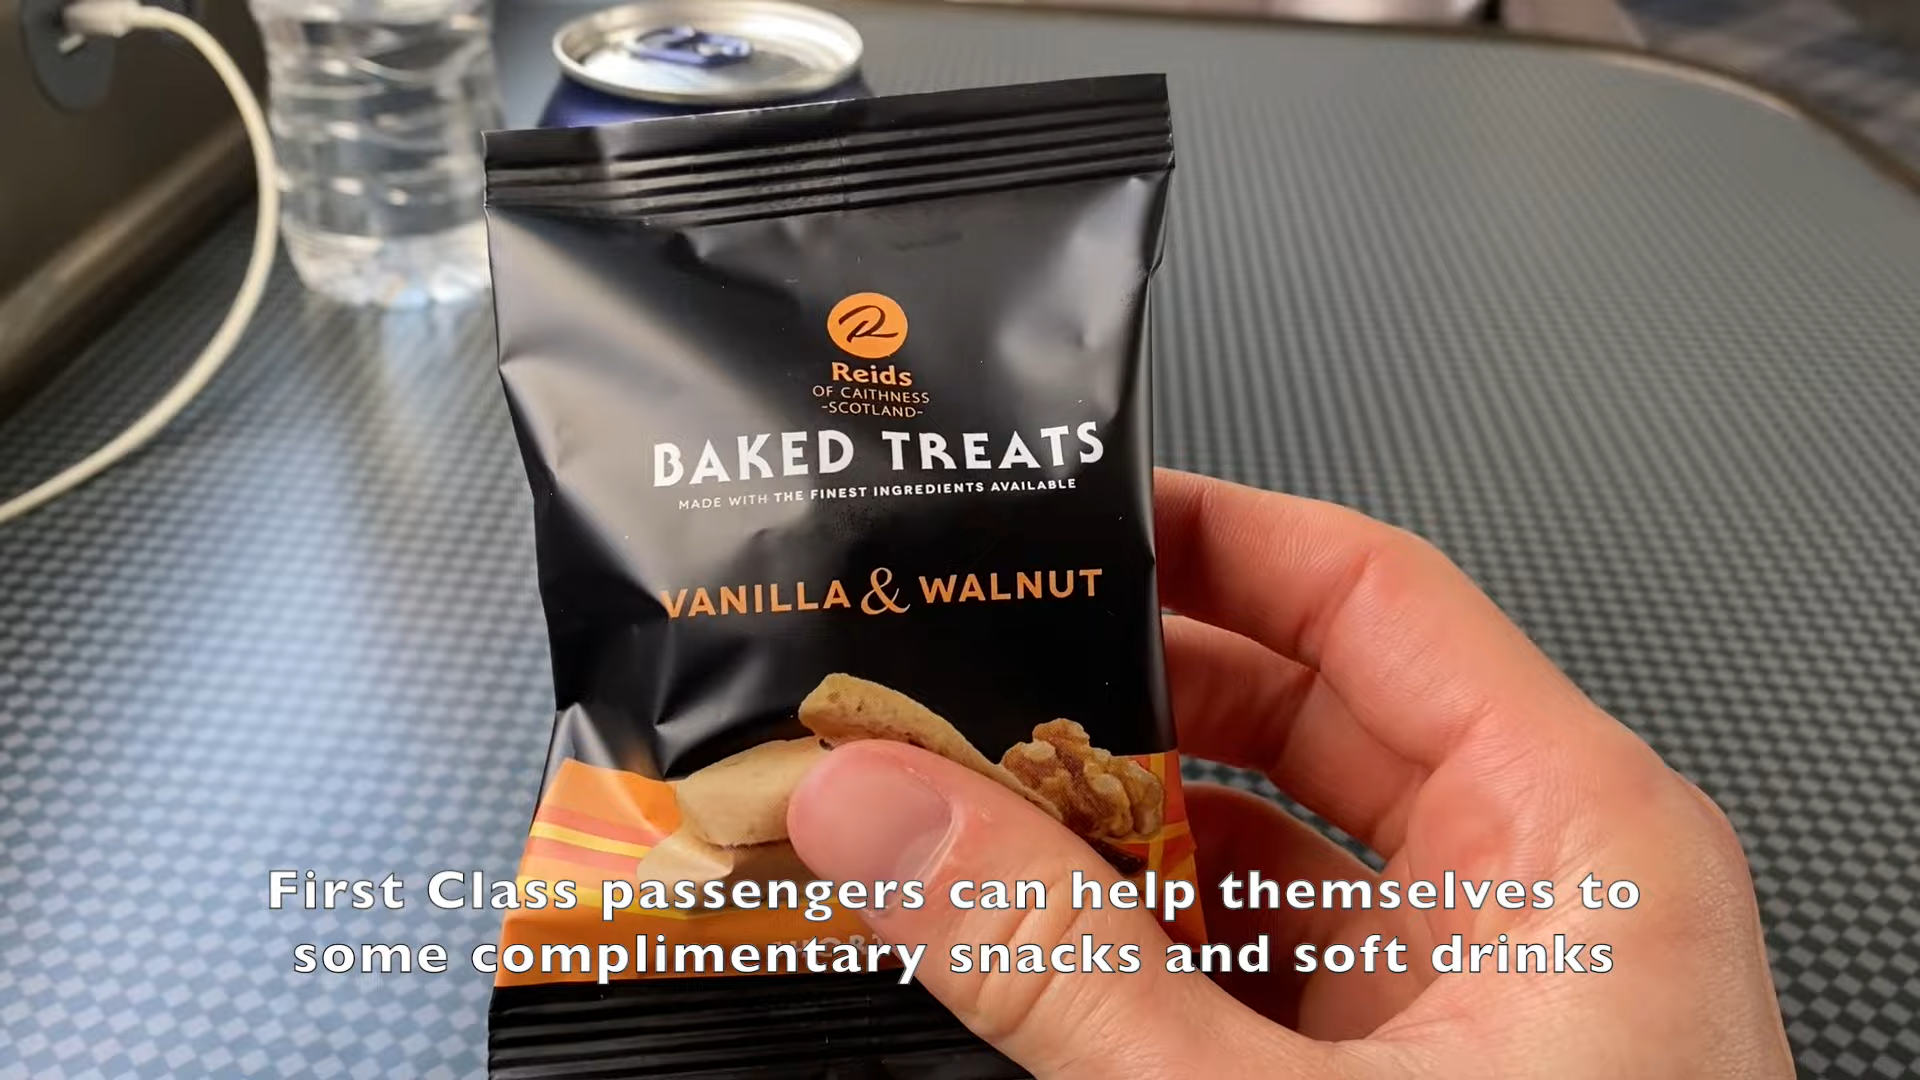 Reids
OF CAITHNESS
-SCOTLAND-
BAKED TREATS
MADE WITH THE FINEST INGREDIENTS AVAILABLE
VANILLA & WALNUT
First Class passengers can help themselves to
some complimentary snacks and soft drinks